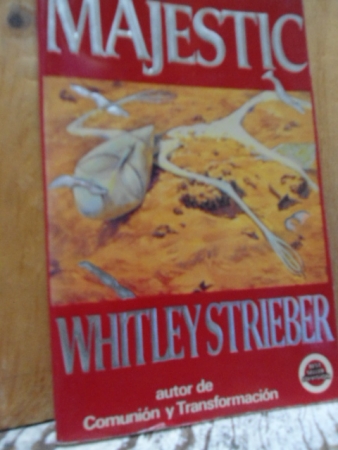 MAJESTIC
WHITLEY STRIEBER
autor de
Comunión y Transformación